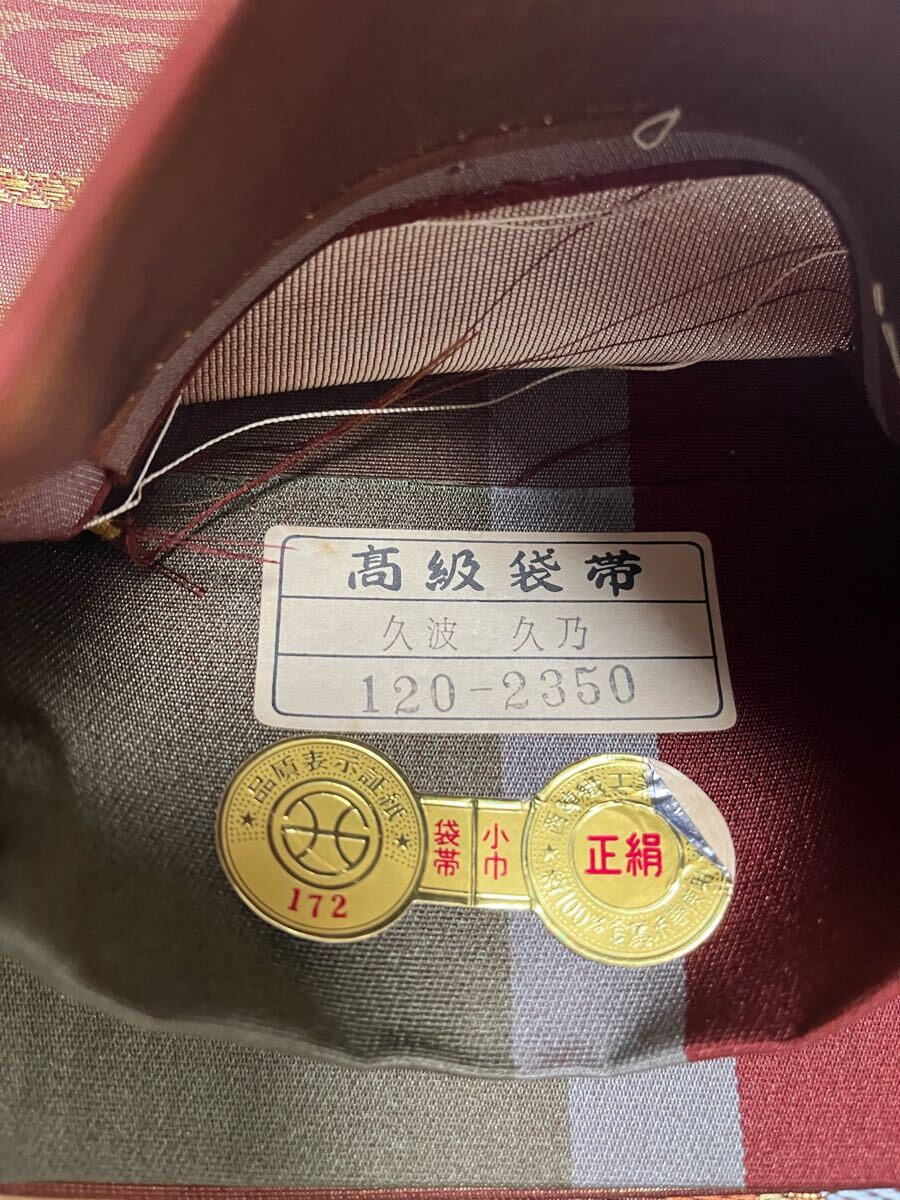 高級袋帯
久波 久乃
120-2350
品質表示証紙
172
袋帯
小巾
正絹